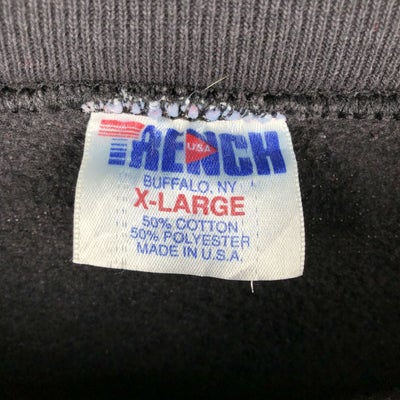 TRENCH
USA
BUFFALO, NY
X-LARGE
50% COTTON
50% POLYESTER
MADE IN U.S.A.